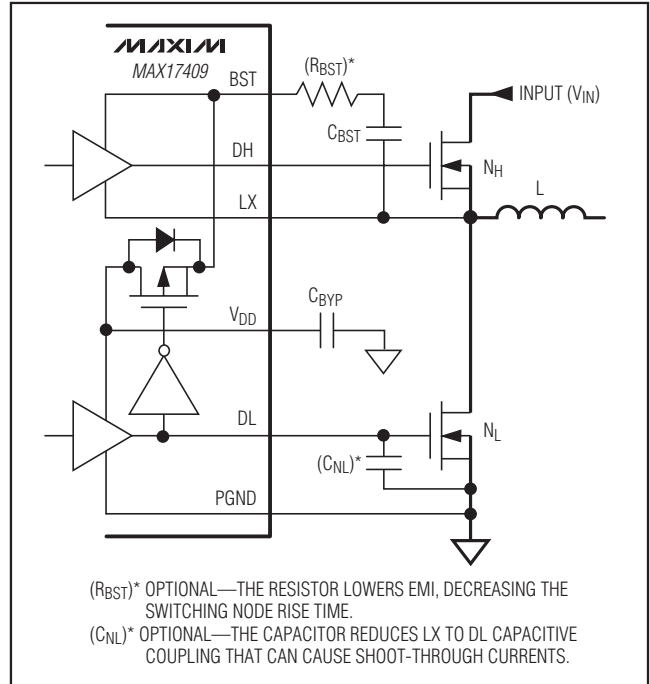 MAXIM
MAX17409
BST
(RBST)*
INPUT (VIN)
CBST
DH
NH
L
LX
CBYP
VDD
DL
NL
(CNL)*
PGND
(RBST)* OPTIONAL—THE RESISTOR LOWERS EMI, DECREASING THE
SWITCHING NODE RISE TIME.
(CNL)* OPTIONAL—THE CAPACITOR REDUCES LX TO DL CAPACITIVE
COUPLING THAT CAN CAUSE SHOOT-THROUGH CURRENTS.